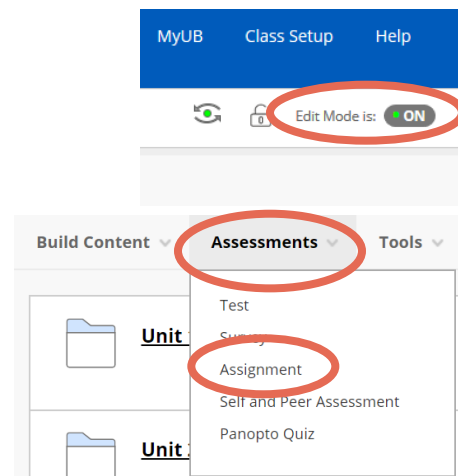 MyUB Class Setup Help
0
Edit Mode is: ON
Build Content Assessments Tools
Test
Unit Survey
Assignment
Self and Peer Assessment
Panopto Quiz
Unit